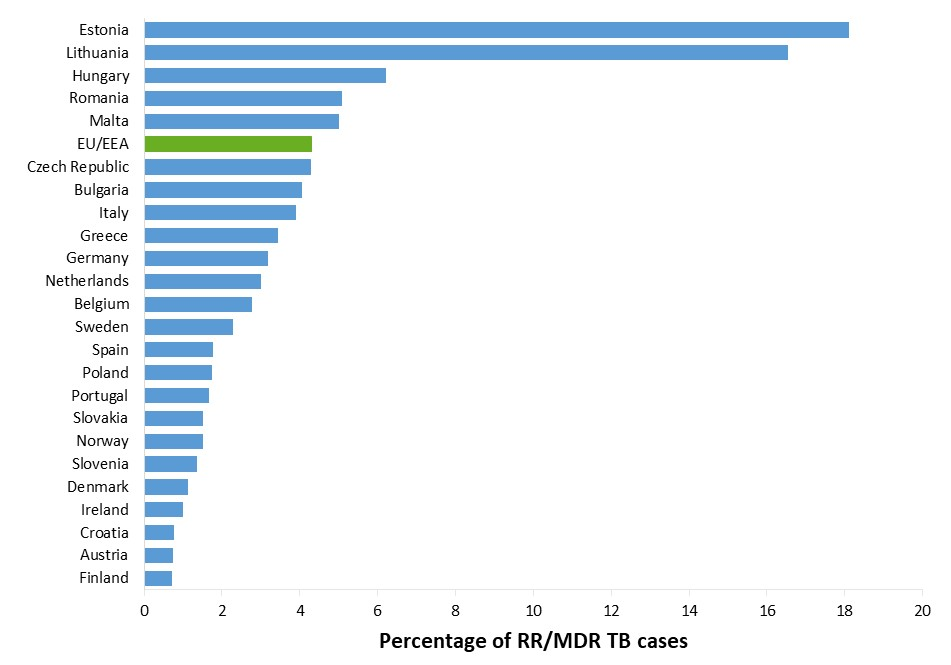 Estonia
Lithuania
Hungary
Romania
Malta
EU/EEA
Czech Republic
Bulgaria
Italy
Greece
Germany
Netherlands
Belgium
Sweden
Spain
Poland
Portugal
Slovakia
Norway
Slovenia
Denmark
Ireland
Croatia
Austria
Finland
0 2 4 6 8 10 12 14 16 18 20
Percentage of RR/MDR TB cases